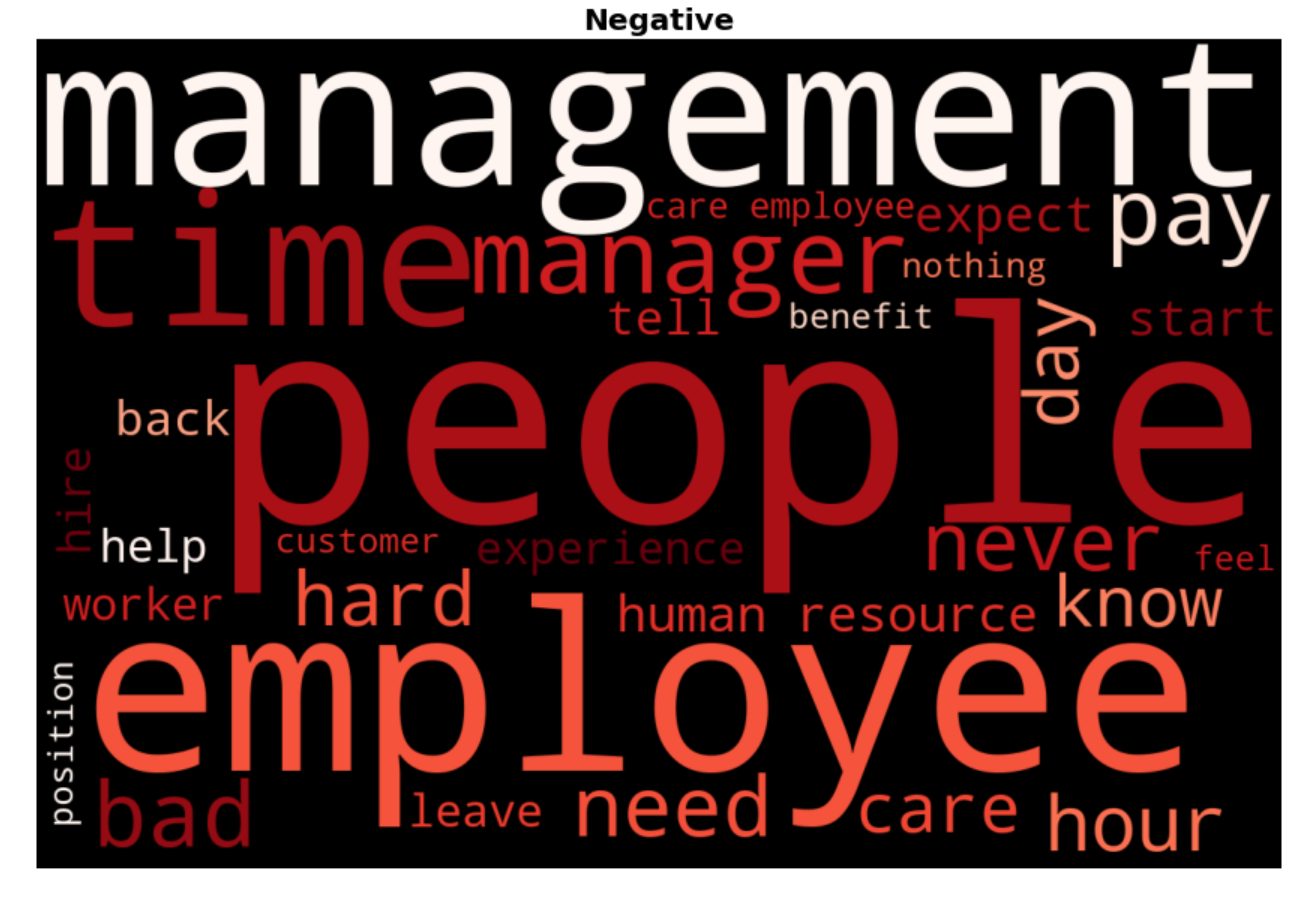 Negative
management
care employee
expect
pay
time
manager
nothing
tell
benefit
day
start
people
back
hire
help
customer
experience
never
feel
worker
hard
human resource
know
employee
position
bad
leave
need
care
hour